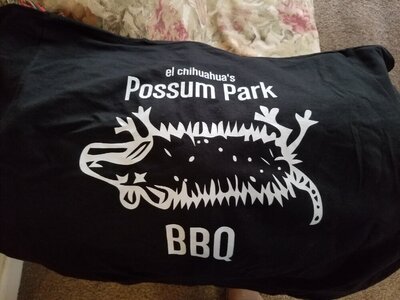 el chihuahua's
Possum Park
BBQ